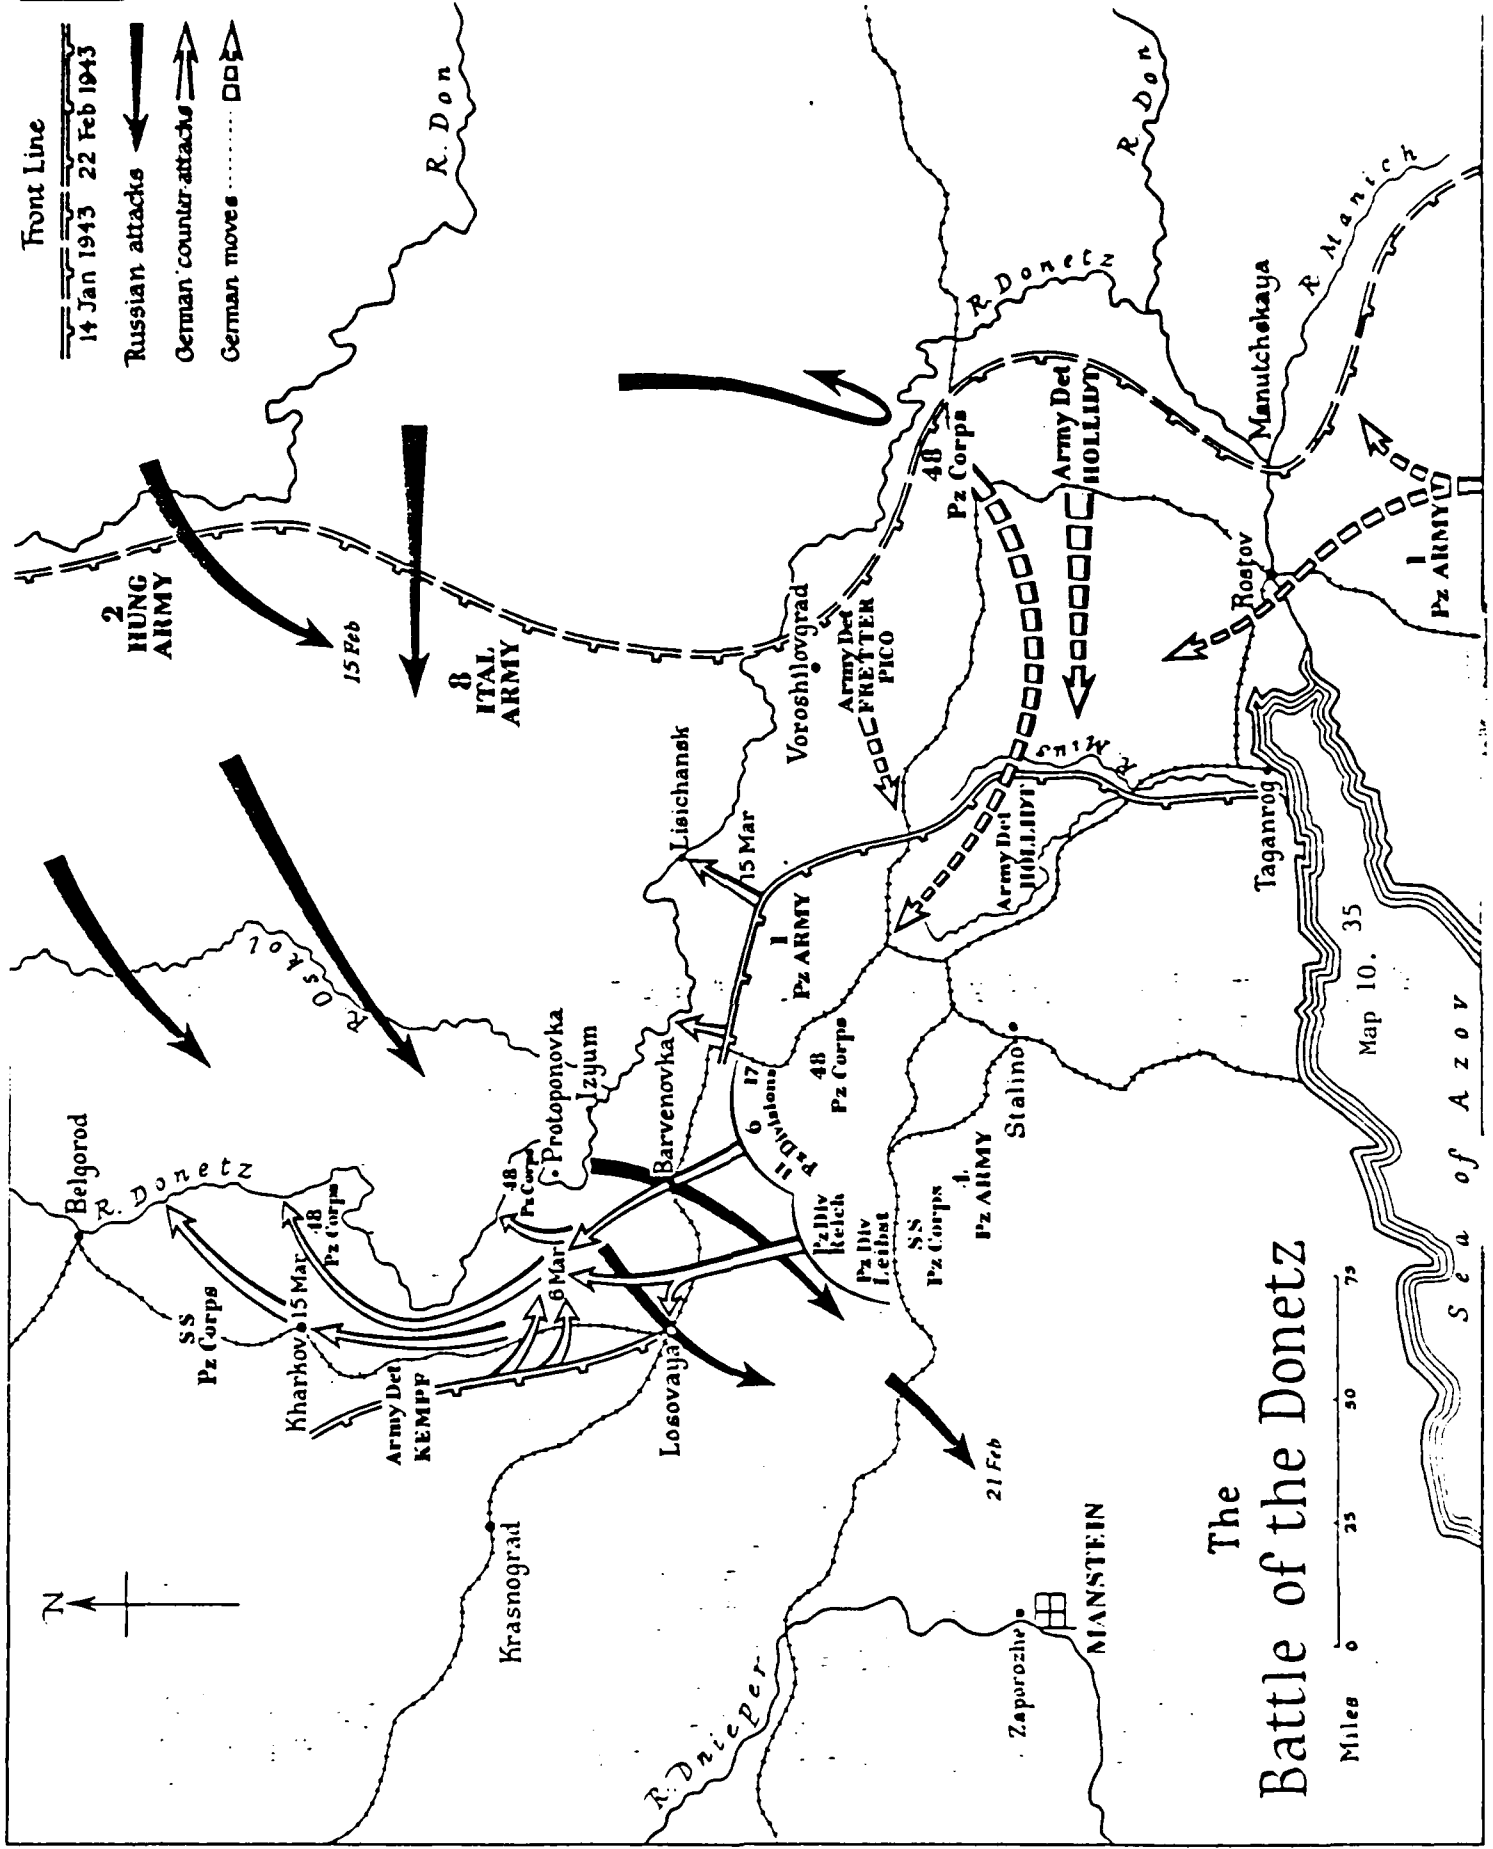 Front Line
14 Jan 1943 22 Feb 1943
Russian attacks
German counter-attacks
German moves
N
R. Don
2
HUNG
ARMY
15 Feb
8
ITAL
ARMY
R Oskol
Belgorod
R. Donetz
SS
Pz Corps
Kharkov
15 Mar
48
Pz Corps
Army Det
KEMPF
Krasnograd
48
Pz Corps
Protoponovka
Izyum
6 Mar
Barvenovka
Losovaya
Lisichansk
15 Mar
1
Pz ARMY
17
6
11
Pz Divisions
48
Pz Corps
Pz Div
Reich
Pz Div
Leibst
SS
Pz Corps
4
Pz ARMY
Stalino
21 Feb
Voroshilovgrad
Army Det
FRETTER
PICO
48
Pz Corps
Army Det
HOLLIDT
R. Donetz
R. Don
R Manich
Manutchskaya
Rostov
1
Pz ARMY
R. Mius
Army Det
HOLLIDT
Taganrog
R. Dnieper
Zaporozhe
MANSTEIN
The
Battle of the Donetz
Miles 0 25 50 75
Map 10. 35
Sea of Azov